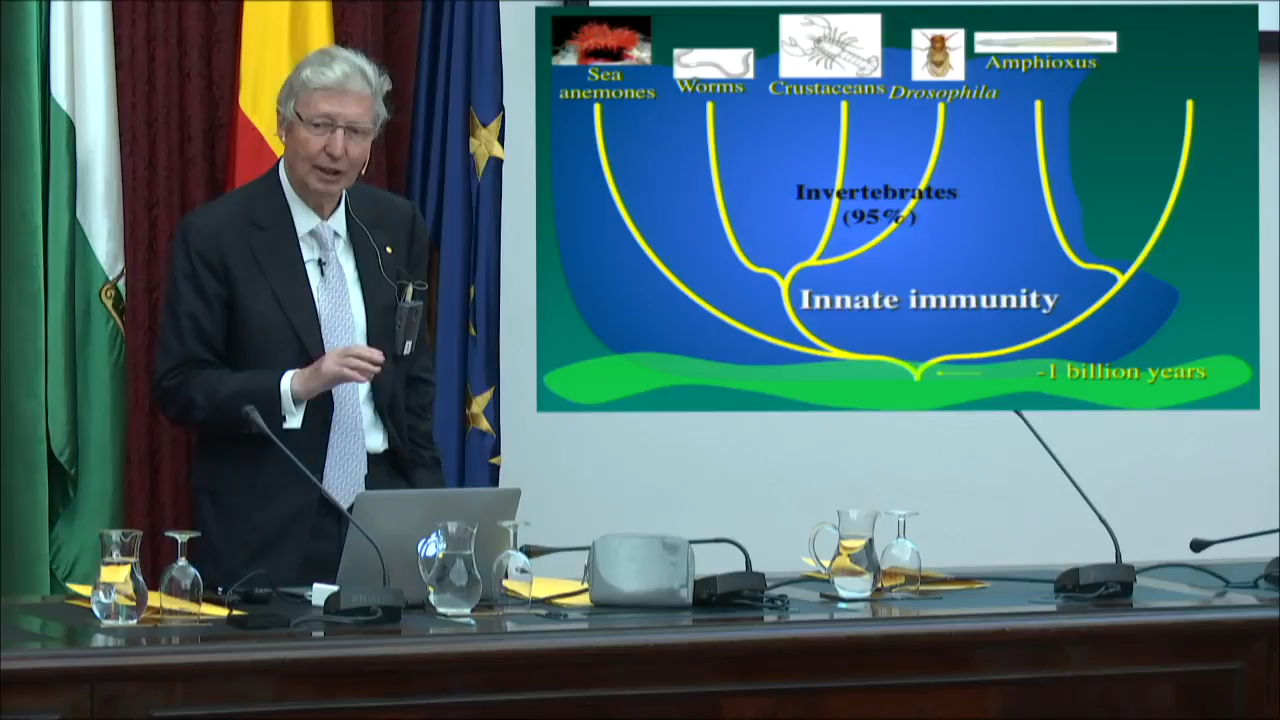 Sea
anemones
Worms
Crustaceans
Drosophila
Amphioxus
Invertebrates
(95%)
Innate immunity
-1 billion years